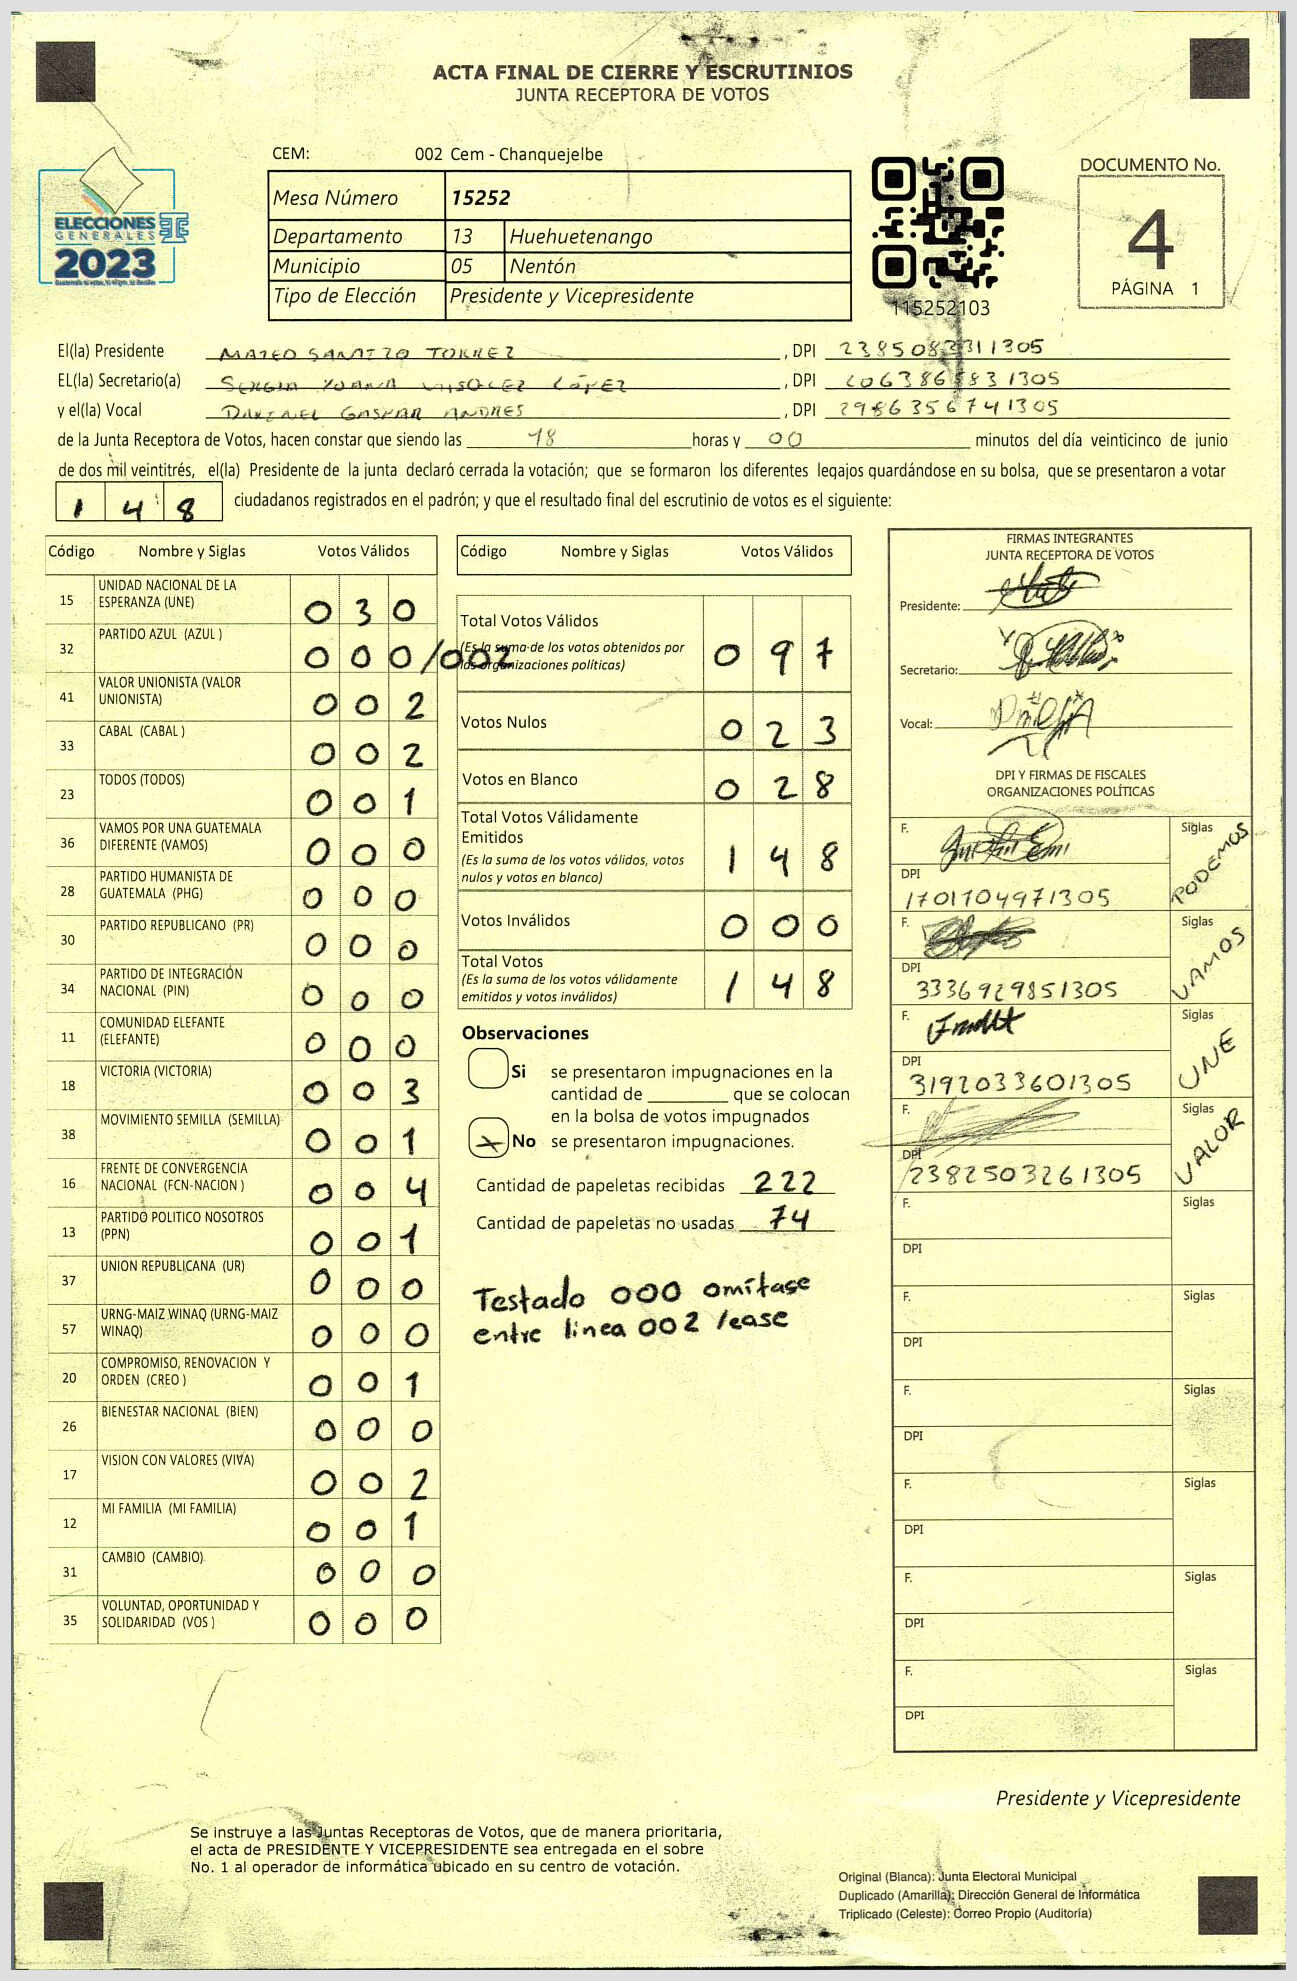 ACTA FINAL DE CIERRE Y ESCRUTINIOS
JUNTA RECEPTORA DE VOTOS
CEM: 002 Cem - Chanquejelbe
ELECCIONES
GENERALES
2023
Mesa Número 15252
Departamento 13 Huehuetenango
Municipio 05 Nentón
Tipo de Elección Presidente y Vicepresidente
115252103
DOCUMENTO No.
4
PÁGINA 1
El(la) Presidente MATEO TORREZ , DPI 2385083311305
EL(la) Secretario(a) LÓPEZ , DPI 2063865831305
y el(la) Vocal GASPAR ANDRES , DPI 2986356741305
de la Junta Receptora de Votos, hacen constar que siendo las 18 horas y 00 minutos del día veinticinco de junio
de dos mil veintitrés, el(la) Presidente de la junta declaró cerrada la votación; que se formaron los diferentes legajos guardándose en su bolsa, que se presentaron a votar
1 4 8 ciudadanos registrados en el padrón; y que el resultado final del escrutinio de votos es el siguiente:
Código Nombre y Siglas Votos Válidos
15 UNIDAD NACIONAL DE LA ESPERANZA (UNE) 0 3 0
32 PARTIDO AZUL (AZUL ) 0 0 0/002
41 VALOR UNIONISTA (VALOR UNIONISTA) 0 0 2
33 CABAL (CABAL ) 0 0 2
23 TODOS (TODOS) 0 0 1
36 VAMOS POR UNA GUATEMALA DIFERENTE (VAMOS) 0 0 0
28 PARTIDO HUMANISTA DE GUATEMALA (PHG) 0 0 0
30 PARTIDO REPUBLICANO (PR) 0 0 0
34 PARTIDO DE INTEGRACIÓN NACIONAL (PIN) 0 0 0
11 COMUNIDAD ELEFANTE (ELEFANTE) 0 0 0
18 VICTORIA (VICTORIA) 0 0 3
38 MOVIMIENTO SEMILLA (SEMILLA) 0 0 1
16 FRENTE DE CONVERGENCIA NACIONAL (FCN-NACION ) 0 0 4
13 PARTIDO POLITICO NOSOTROS (PPN) 0 0 1
37 UNION REPUBLICANA (UR) 0 0 0
57 URNG-MAIZ WINAQ (URNG-MAIZ WINAQ) 0 0 0
20 COMPROMISO, RENOVACION Y ORDEN (CREO ) 0 0 1
26 BIENESTAR NACIONAL (BIEN) 0 0 0
17 VISION CON VALORES (VIVA) 0 0 2
12 MI FAMILIA (MI FAMILIA) 0 0 1
31 CAMBIO (CAMBIO) 0 0 0
35 VOLUNTAD, OPORTUNIDAD Y SOLIDARIDAD (VOS ) 0 0 0
Código Nombre y Siglas Votos Válidos
Total Votos Válidos 0 9 7
(Es la suma de los votos obtenidos por
las organizaciones políticas)
Votos Nulos 0 2 3
Votos en Blanco 0 2 8
Total Votos Válidamente
Emitidos 1 4 8
(Es la suma de los votos válidos, votos
nulos y votos en blanco)
Votos Inválidos 0 0 0
Total Votos 1 4 8
(Es la suma de los votos válidamente
emitidos y votos inválidos)
Observaciones
Si se presentaron impugnaciones en la
cantidad de ________ que se colocan
en la bolsa de votos impugnados
No se presentaron impugnaciones.
Cantidad de papeletas recibidas 222
Cantidad de papeletas no usadas 74
Testado 000 omítase
entre linea 002 lease
FIRMAS INTEGRANTES
JUNTA RECEPTORA DE VOTOS
Presidente:
Secretario:
Vocal:
DPI Y FIRMAS DE FISCALES
ORGANIZACIONES POLÍTICAS
F. Siglas PODEMOS
DPI 1701704971305
F. Siglas VAMOS
DPI 3336929851305
F. Siglas UNE
DPI 3192033601305
F. Siglas VALOR
DPI 2382503261305
F. Siglas
DPI
F. Siglas
DPI
F. Siglas
DPI
F. Siglas
DPI
F. Siglas
DPI
F. Siglas
DPI
Presidente y Vicepresidente
Se instruye a las Juntas Receptoras de Votos, que de manera prioritaria,
el acta de PRESIDENTE Y VICEPRESIDENTE sea entregada en el sobre
No. 1 al operador de informática ubicado en su centro de votación.
Original (Blanca): Junta Electoral Municipal
Duplicado (Amarilla): Dirección General de Informática
Triplicado (Celeste): Correo Propio (Auditoría)